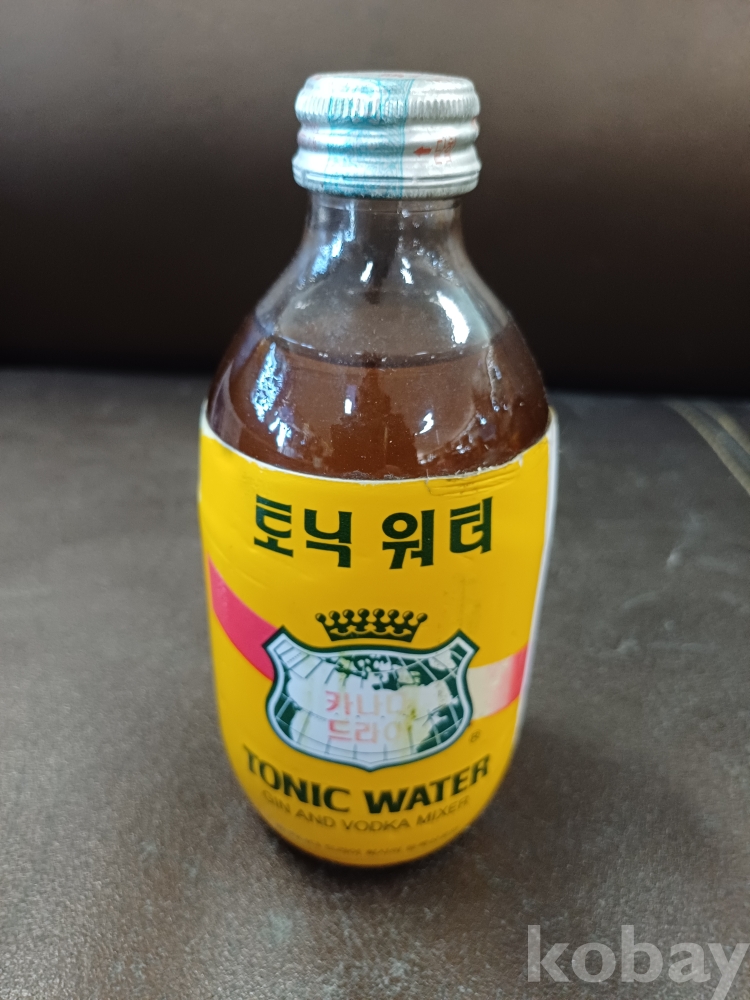 토닉 워터
카나다
드라이
®
TONIC WATER
GIN AND VODKA MIXER
kobay